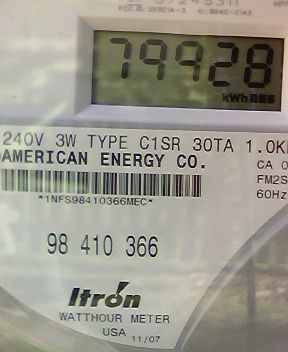 79928
kWh
240V 3W TYPE C1SR 30TA 1.0K
AMERICAN ENERGY CO.
CA 0
FM2S
60Hz
*1NFS98410366MEC*
98 410 366
Itrón
WATTHOUR METER
USA 11/07